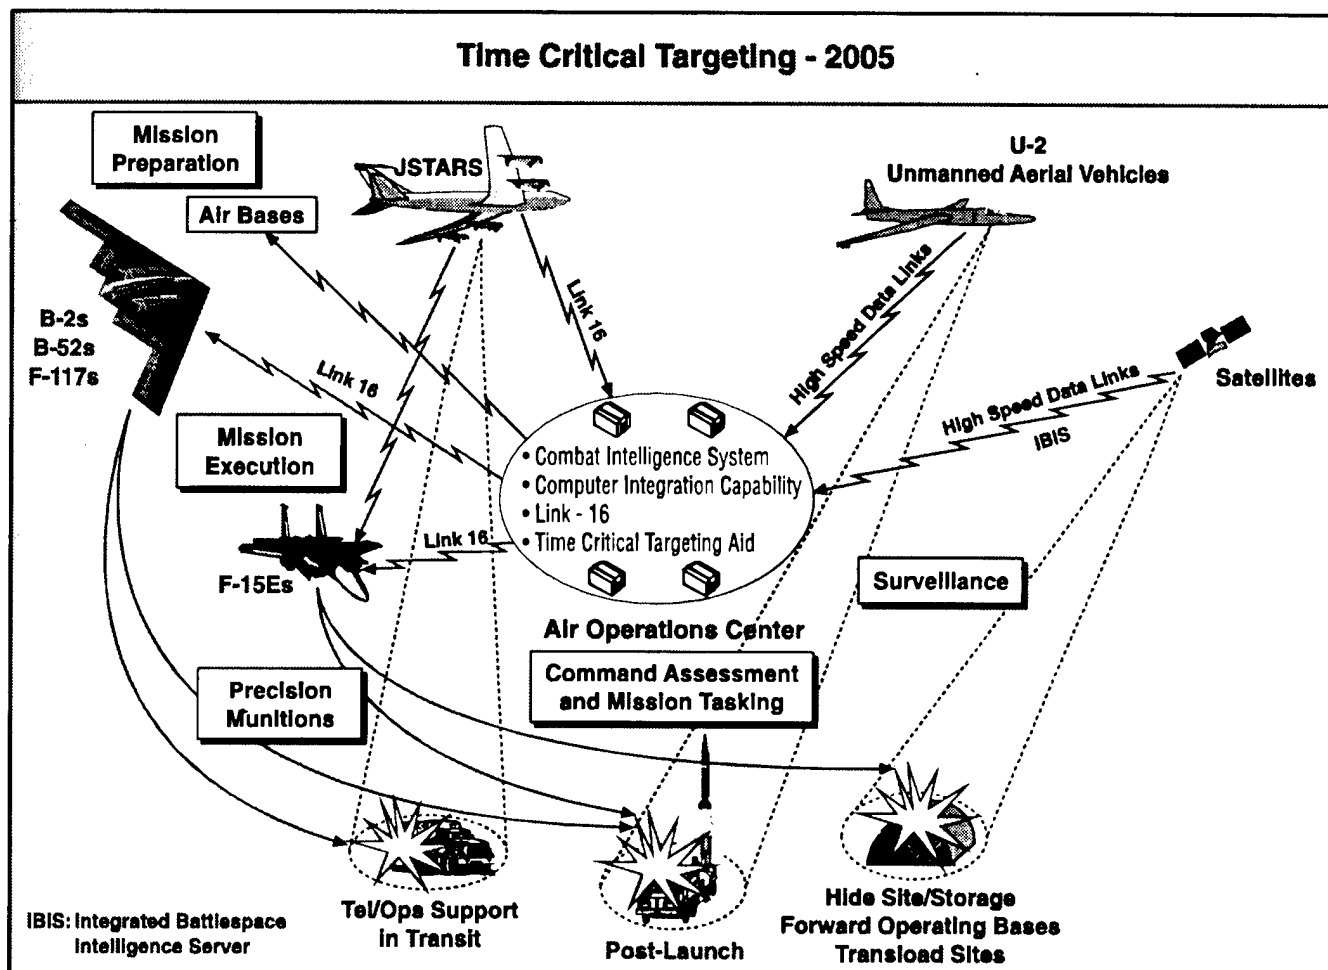 Time Critical Targeting - 2005
Mission
Preparation
JSTARS
U-2
Unmanned Aerial Vehicles
Air Bases
Link 16
High Speed Data Links
B-2s
B-52s
F-117s
Link 16
High Speed Data Links
IBIS
Satellites
Mission
Execution
• Combat Intelligence System
• Computer Integration Capability
• Link - 16
• Time Critical Targeting Aid
Link 16
F-15Es
Surveillance
Air Operations Center
Command Assessment
and Mission Tasking
Precision
Munitions
Tel/Ops Support
in Transit
Post-Launch
Hide Site/Storage
Forward Operating Bases
Transload Sites
IBIS: Integrated Battlespace
Intelligence Server